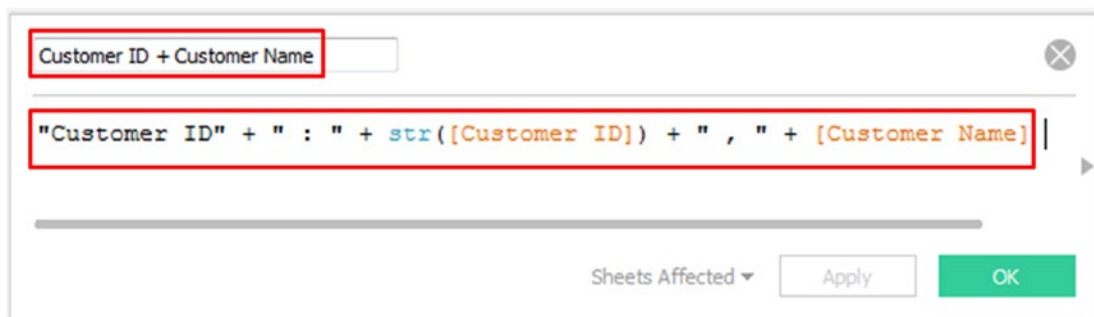 Customer ID + Customer Name
"Customer ID" + " : " + str([Customer ID]) + " , " + [Customer Name]
Sheets Affected Apply OK